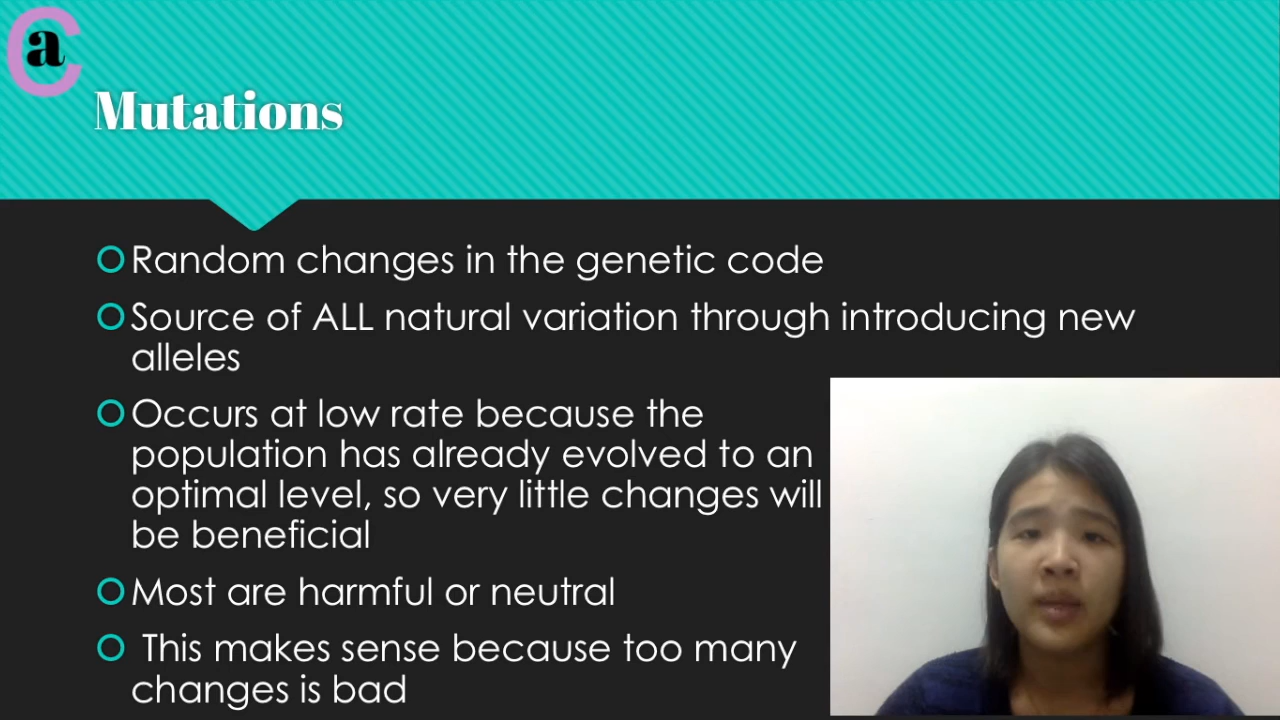 Ca
Mutations
Random changes in the genetic code
Source of ALL natural variation through introducing new
alleles
Occurs at low rate because the
population has already evolved to an
optimal level, so very little changes will
be beneficial
Most are harmful or neutral
This makes sense because too many
changes is bad